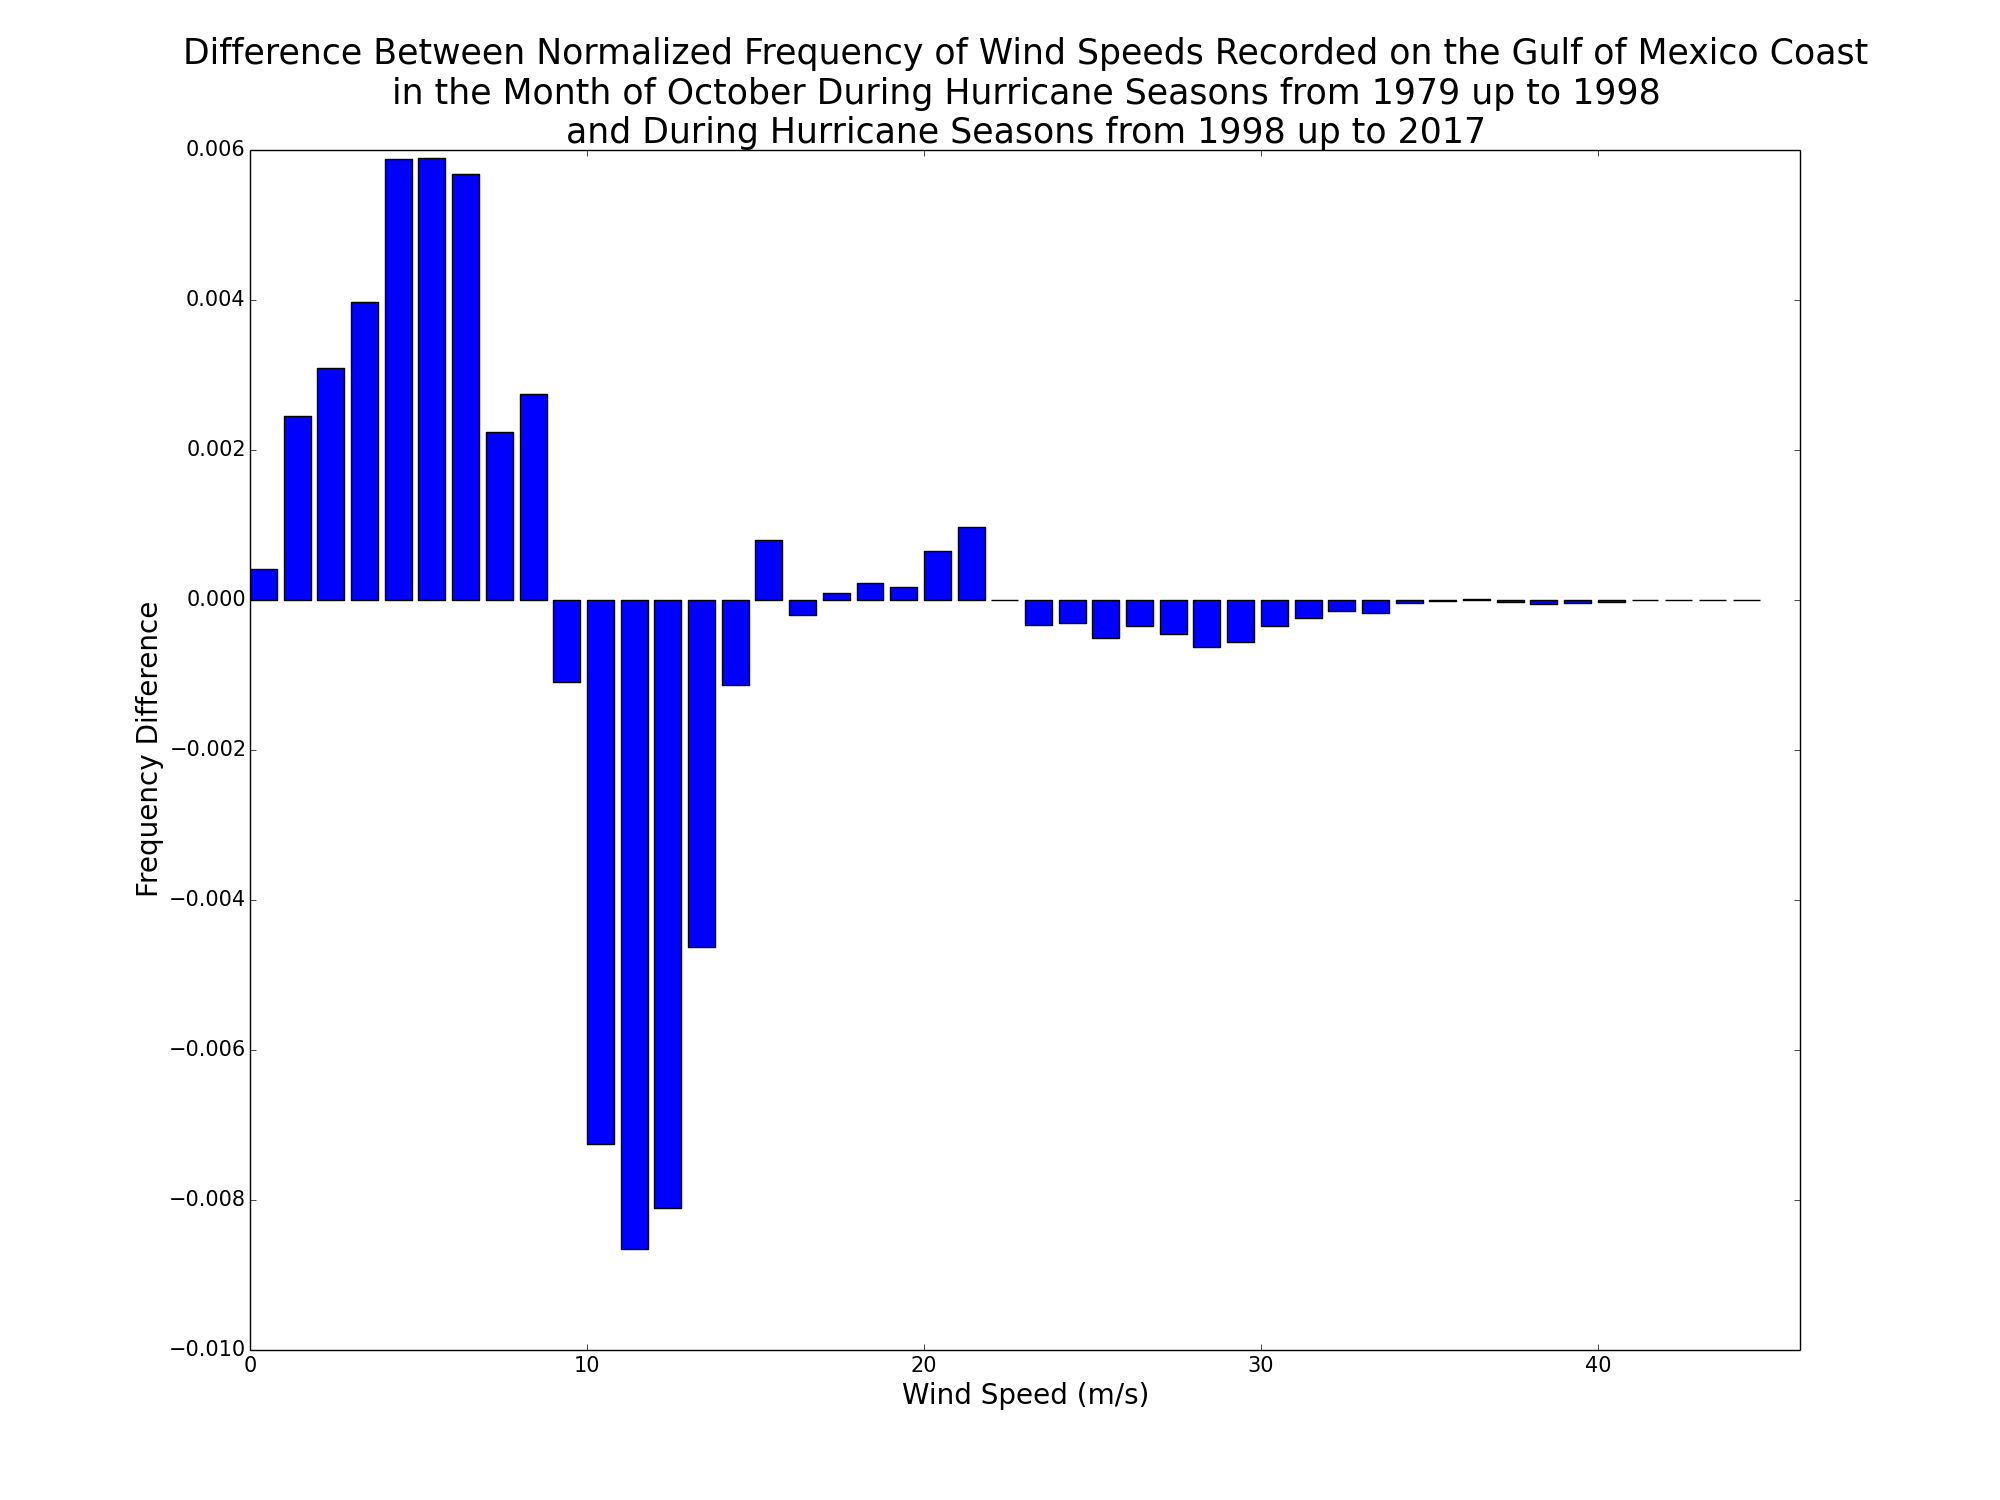 Difference Between Normalized Frequency of Wind Speeds Recorded on the Gulf of Mexico Coast
in the Month of October During Hurricane Seasons from 1979 up to 1998
and During Hurricane Seasons from 1998 up to 2017
0.006
0.004
0.002
0.000
−0.002
−0.004
−0.006
−0.008
−0.010
Frequency Difference
0 10 20 30 40
Wind Speed (m/s)